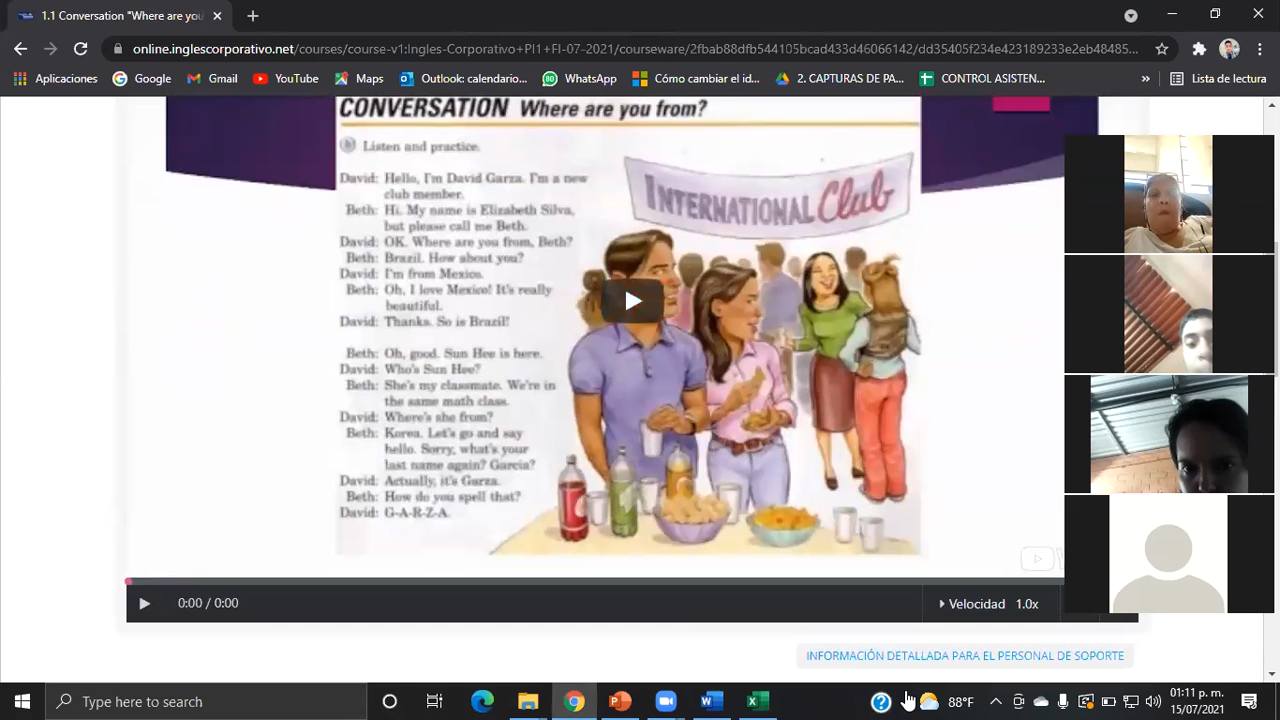 1.1 Conversation "Where are you
online.inglescorporativo.net/courses/course-v1:Ingles-Corporativo+PI1+FI-07-2021/courseware/2fbab88dfb544105bcad433d46066142/dd35405f234e423189233e2eb48485...
Aplicaciones
Google
Gmail
YouTube
Maps
Outlook: calendario...
WhatsApp
Cómo cambiar el id...
2. CAPTURAS DE PA...
CONTROL ASISTEN...
»
Lista de lectura
CONVERSATION Where are you from?
Listen and practice.
David: Hello, I'm David Garza. I'm a new
club member.
Beth: Hi. My name is Elizabeth Silva,
but please call me Beth.
David: OK. Where are you from, Beth?
Beth: Brazil. How about you?
David: I'm from Mexico.
Beth: Oh, I love Mexico! It's really
beautiful.
David: Thanks. So is Brazil!
Beth: Oh, good. Sun Hee is here.
David: Who's Sun Hee?
Beth: She's my classmate. We're in
the same math class.
David: Where's she from?
Beth: Korea. Let's go and say
hello. Sorry, what's your
last name again? Garcia?
David: Actually, it's Garza.
Beth: How do you spell that?
David: G-A-R-Z-A.
INTERNATIONAL Club
0:00 / 0:00
Velocidad 1.0x
INFORMACIÓN DETALLADA PARA EL PERSONAL DE SOPORTE
Type here to search
88°F
01:11 p. m.
15/07/2021